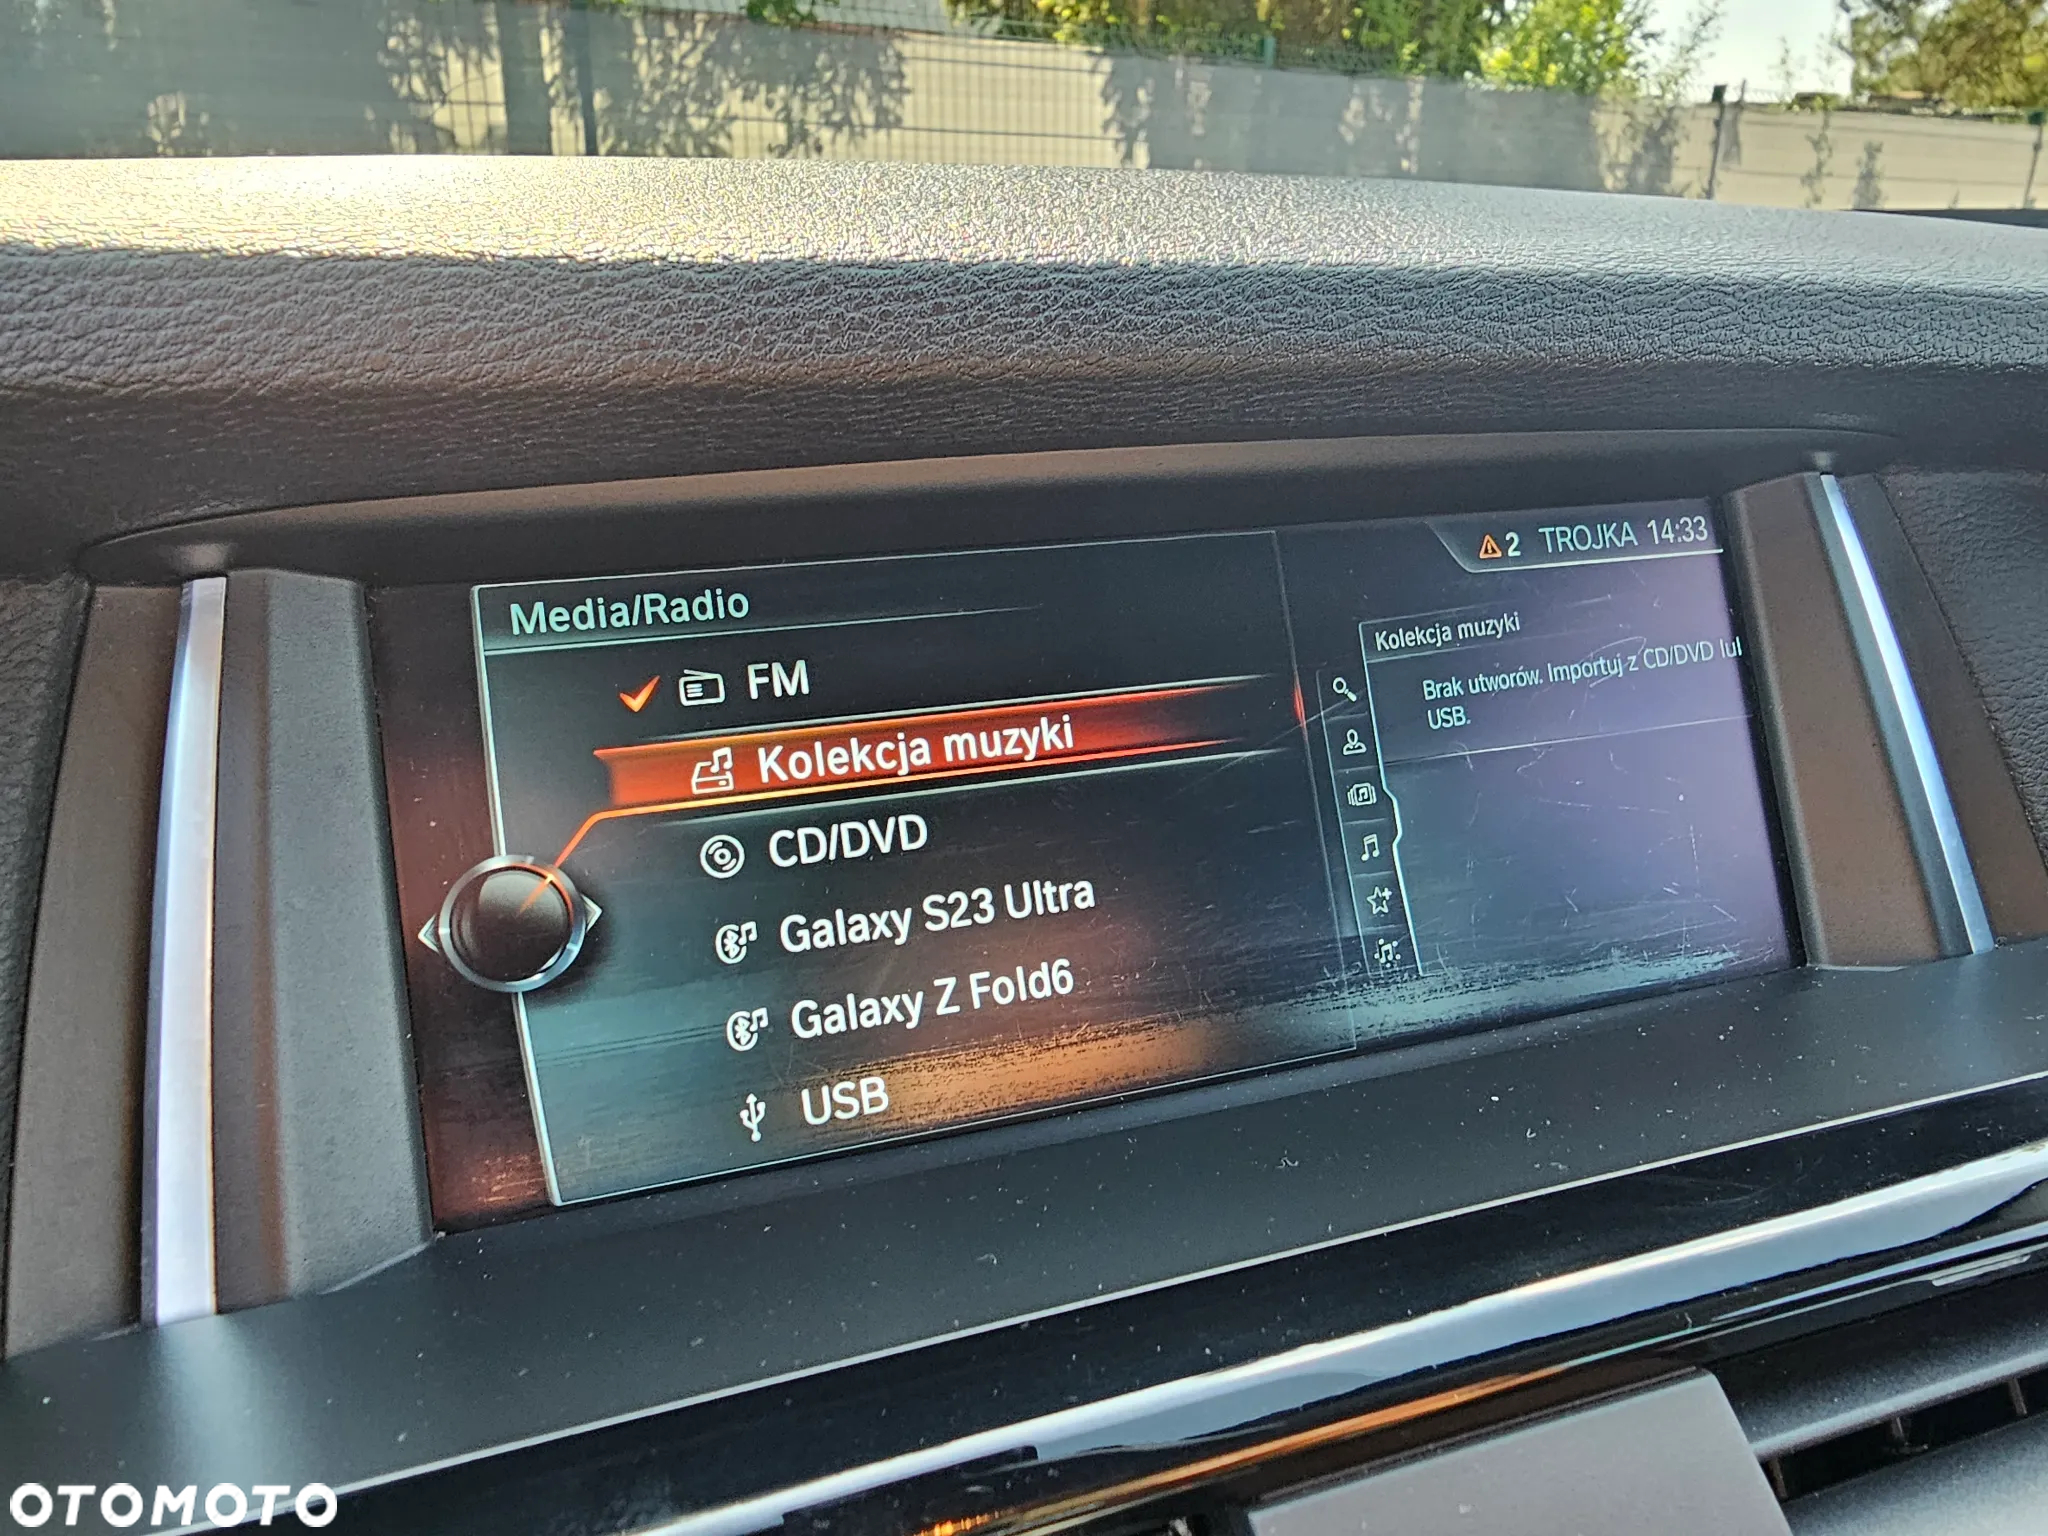 2 TROJKA 14:33
Media/Radio
FM
Kolekcja muzyki
CD/DVD
Galaxy S23 Ultra
Galaxy Z Fold6
USB
Kolekcja muzyki
Brak utworów. Importuj z CD/DVD lub
USB.
OTOMOTO